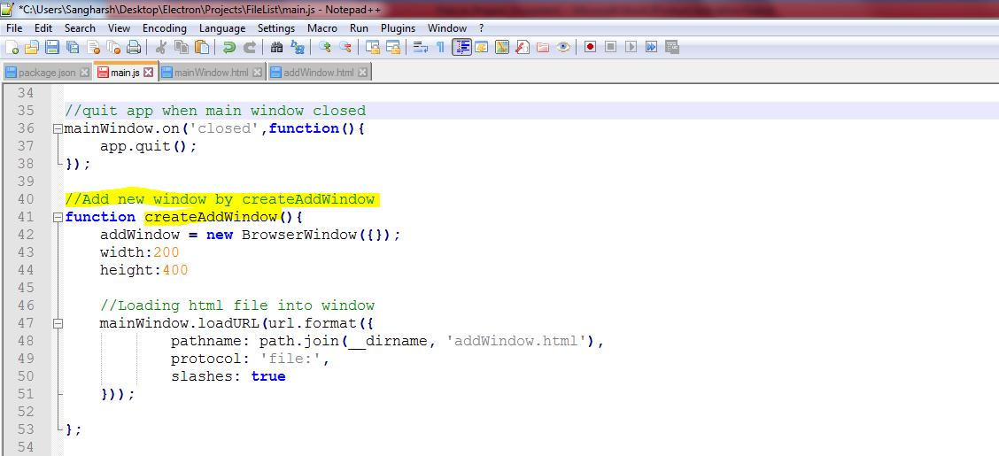 *C:\Users\Sangharsh\Desktop\Electron\Projects\FileList\main.js - Notepad++
File Edit Search View Encoding Language Settings Macro Run Plugins Window ?
package.json main.js mainWindow.html addWindow.html
34
35 //quit app when main window closed
36 mainWindow.on('closed',function(){
37 app.quit();
38 });
39
40 //Add new window by createAddWindow
41 function createAddWindow(){
42 addWindow = new BrowserWindow({});
43 width:200
44 height:400
45
46 //Loading html file into window
47 mainWindow.loadURL(url.format({
48 pathname: path.join(__dirname, 'addWindow.html'),
49 protocol: 'file:',
50 slashes: true
51 }));
52
53 };
54